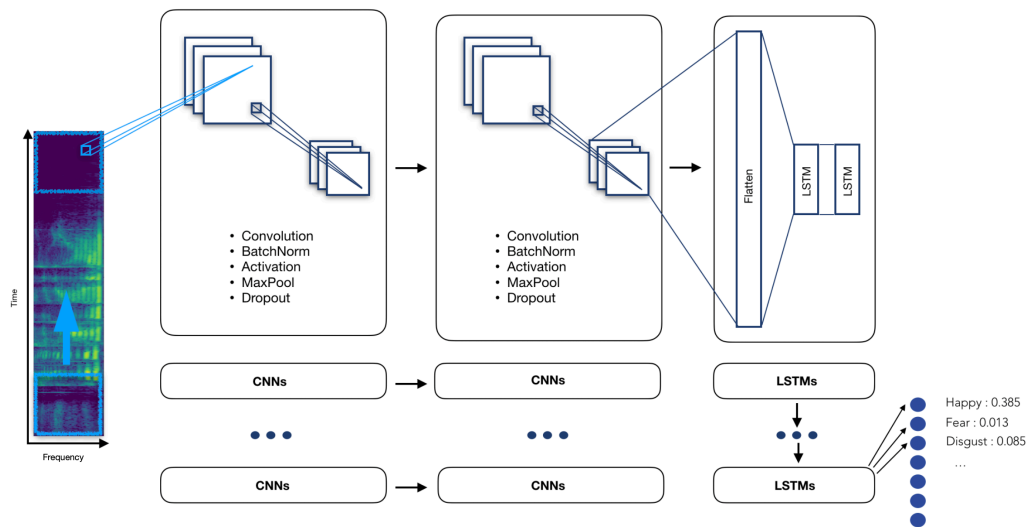 Time
Frequency
• Convolution
• BatchNorm
• Activation
• MaxPool
• Dropout
• Convolution
• BatchNorm
• Activation
• MaxPool
• Dropout
Flatten
LSTM
LSTM
CNNs
CNNs
LSTMs
CNNs
CNNs
LSTMs
Happy : 0.385
Fear : 0.013
Disgust : 0.085
...